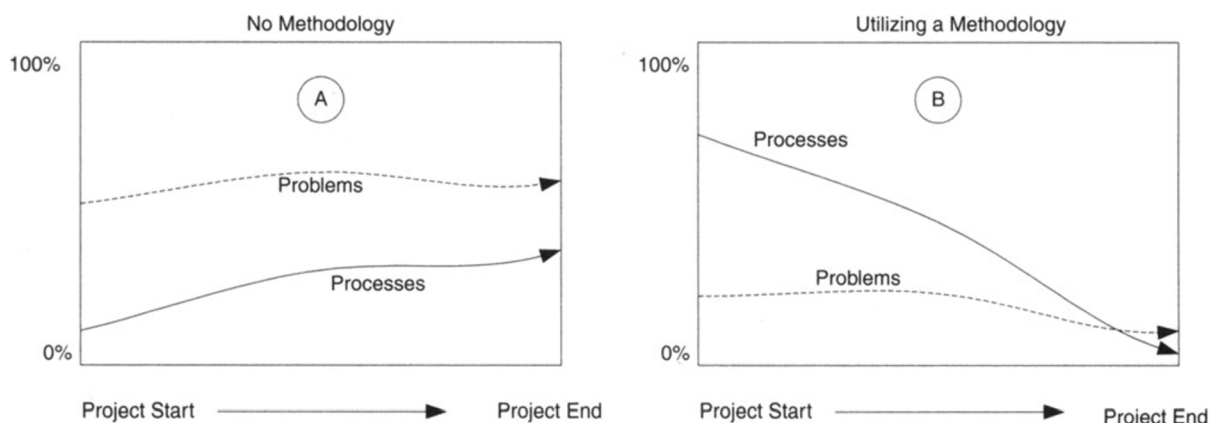 No Methodology
100%
A
Problems
Processes
0%
Project Start
Project End
Utilizing a Methodology
100%
B
Processes
Problems
0%
Project Start
Project End